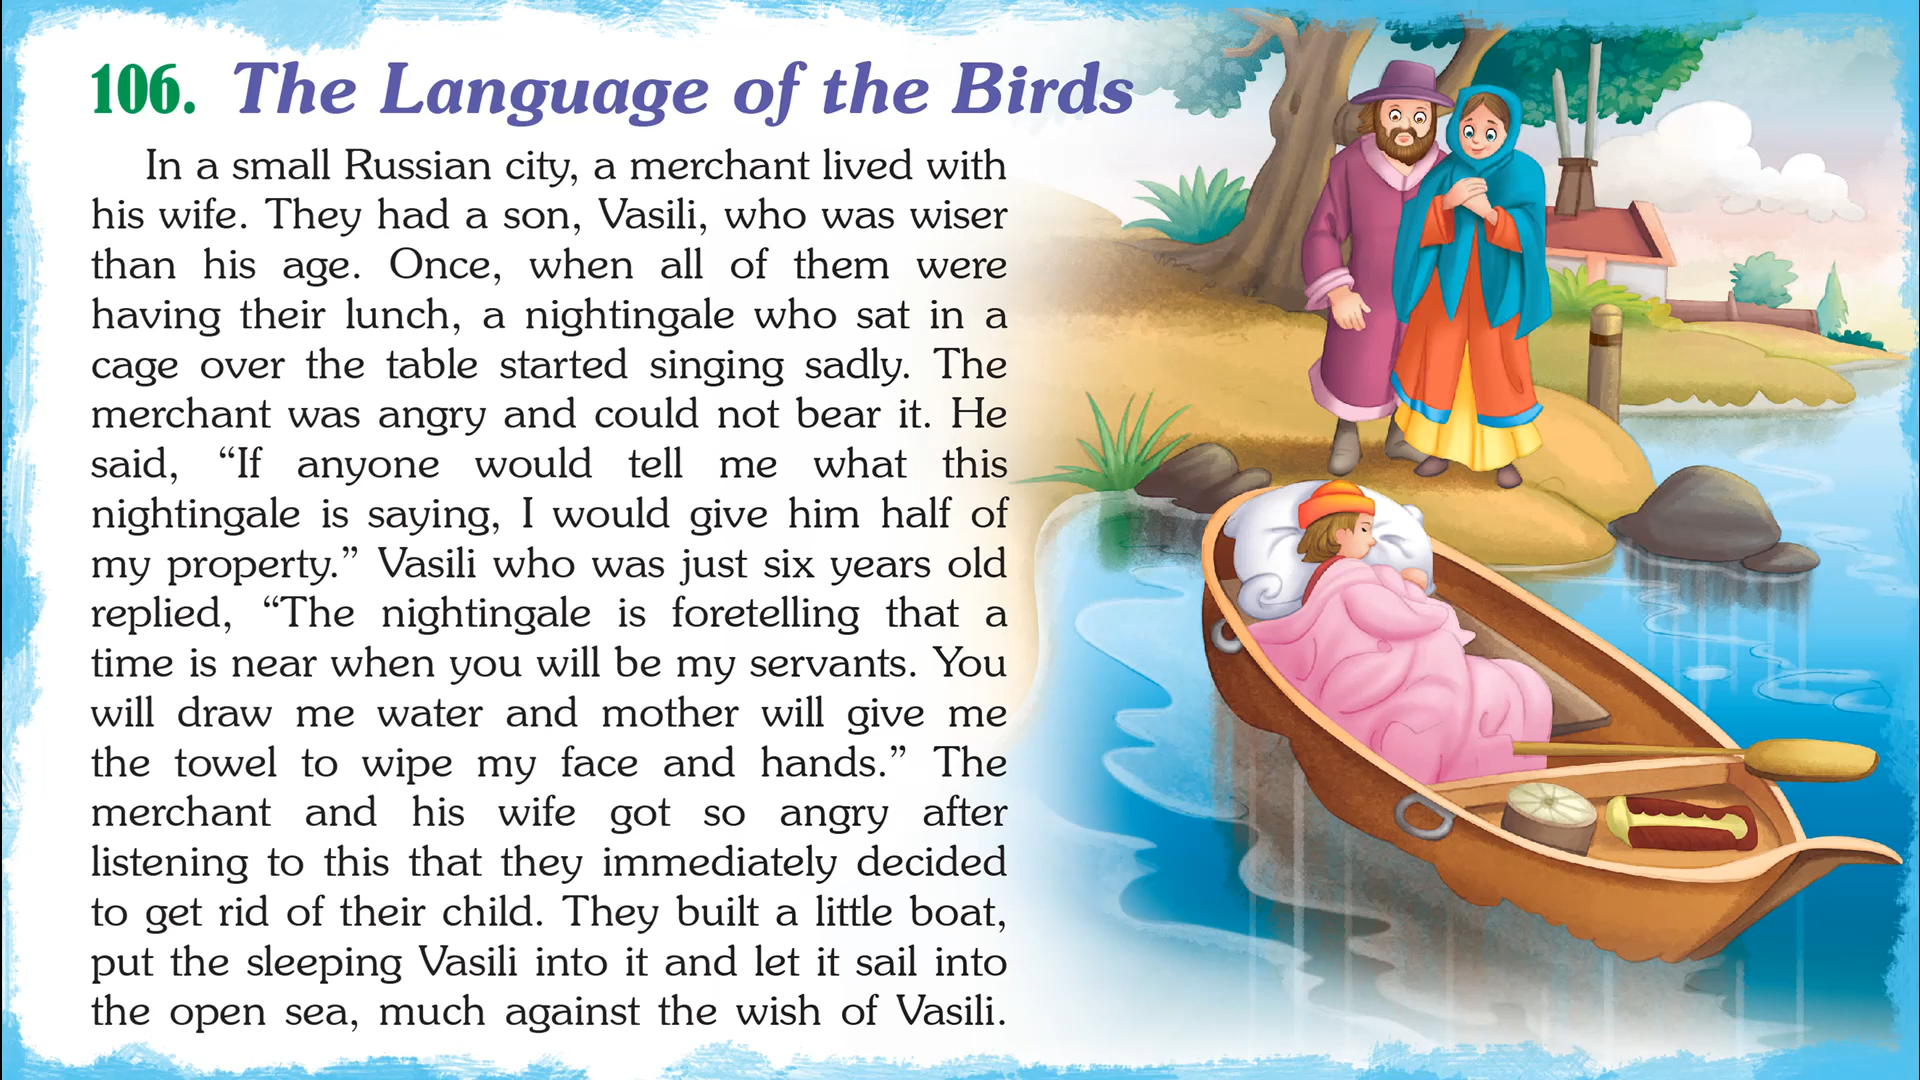 106. The Language of the Birds
In a small Russian city, a merchant lived with
his wife. They had a son, Vasili, who was wiser
than his age. Once, when all of them were
having their lunch, a nightingale who sat in a
cage over the table started singing sadly. The
merchant was angry and could not bear it. He
said, “If anyone would tell me what this
nightingale is saying, I would give him half of
my property.” Vasili who was just six years old
replied, “The nightingale is foretelling that a
time is near when you will be my servants. You
will draw me water and mother will give me
the towel to wipe my face and hands.” The
merchant and his wife got so angry after
listening to this that they immediately decided
to get rid of their child. They built a little boat,
put the sleeping Vasili into it and let it sail into
the open sea, much against the wish of Vasili.